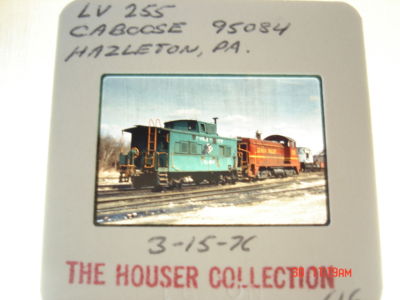 LV 255
CABOOSE 95084
HAZLETON, PA.
3-15-76
THE HOUSER COLLECTION